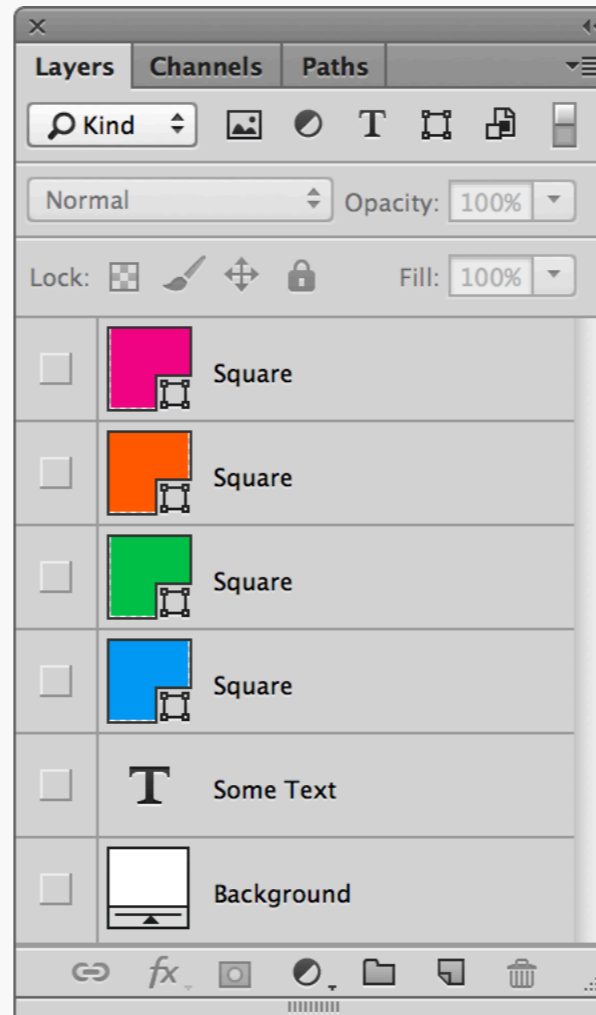 Layers Channels Paths
Kind T
Normal Opacity: 100%
Lock: Fill: 100%
Square
Square
Square
Square
T Some Text
Background
fx